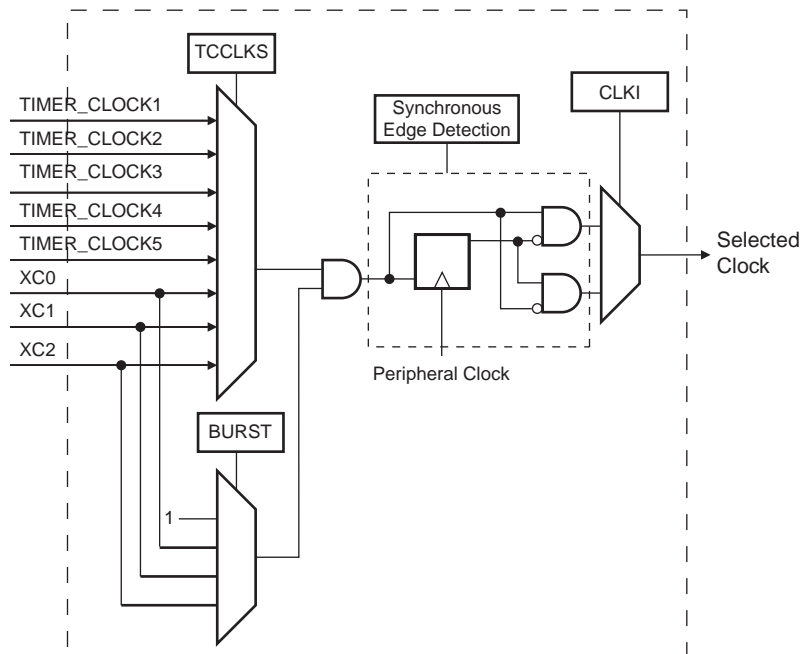 TCCLKS
TIMER_CLOCK1
TIMER_CLOCK2
TIMER_CLOCK3
TIMER_CLOCK4
TIMER_CLOCK5
XC0
XC1
XC2
Synchronous
Edge Detection
CLKI
Selected
Clock
Peripheral Clock
BURST
1